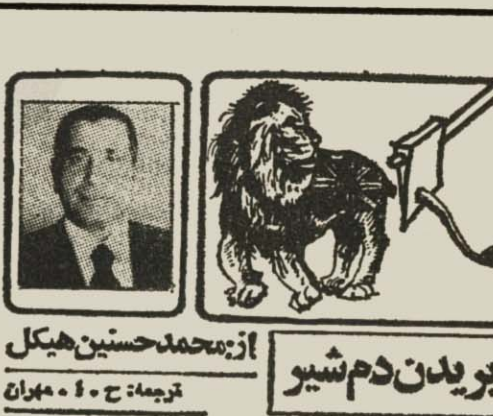 بریدن دم شیر
از: محمد حسنین هیکل
ترجمه: ح . ا . مهران